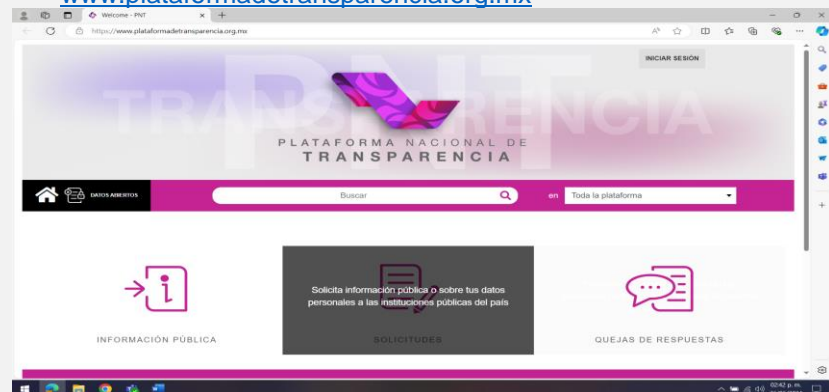 www.plataformadetransparencia.org.mx
Welcome - PNT
https://www.plataformadetransparencia.org.mx
INICIAR SESIÓN
PNT
TRANSPARENCIA
PLATAFORMA NACIONAL DE
TRANSPARENCIA
DATOS ABIERTOS
Buscar
en
Toda la plataforma
Solicita información pública o sobre tus datos
personales a las instituciones públicas del país
INFORMACIÓN PÚBLICA
SOLICITUDES
QUEJAS DE RESPUESTAS
02:42 p. m.